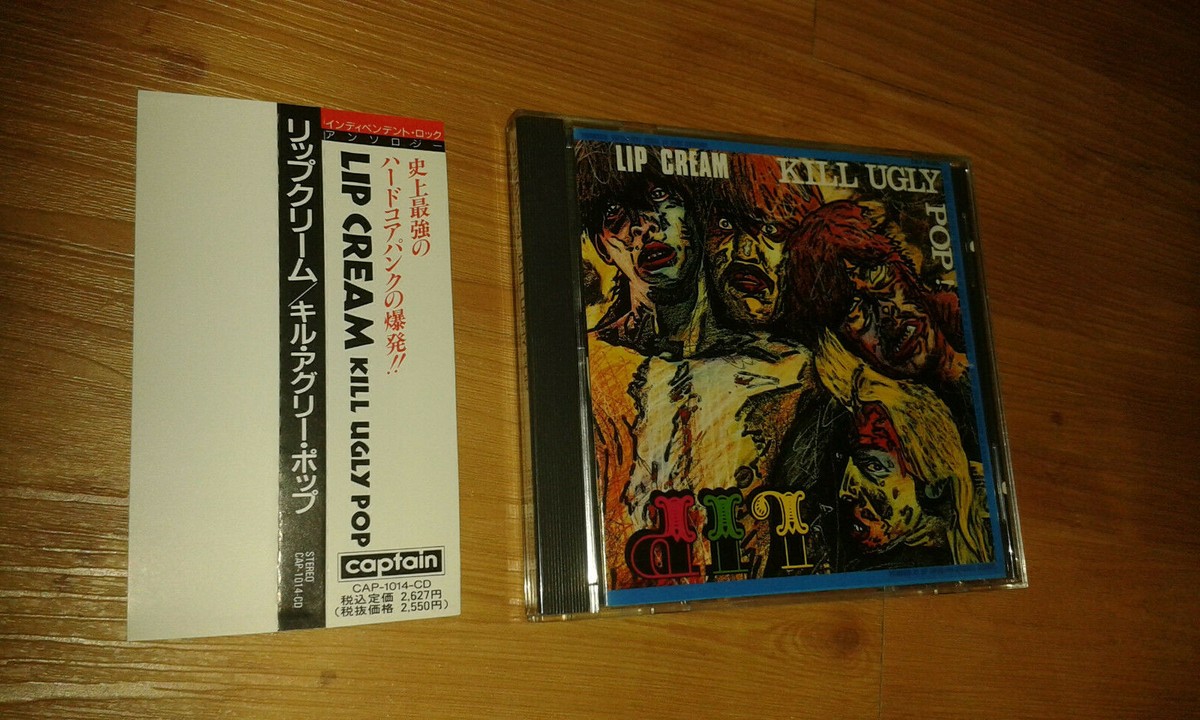 リップクリーム/キル・アグリー・ポップ
STEREO
CAP-1014-CD
インディペンデント・ロック
アンソロジー
史上最強の
ハードコアパンクの爆発!!
LIP CREAM KILL UGLY POP
captain
CAP-1014-CD
税込定価 2,627円
(税抜価格 2,550円)
LIP CREAM
KILL UGLY
POP
LIP